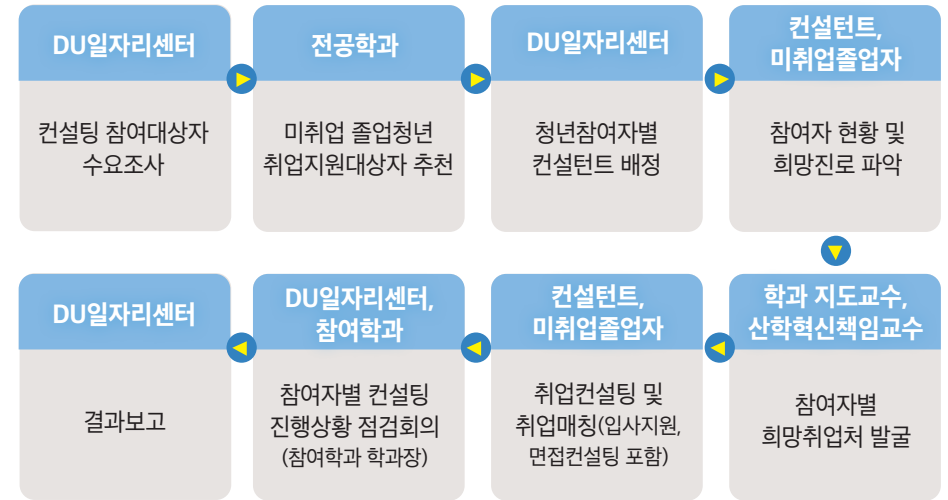 DU일자리센터
컨설팅 참여대상자
수요조사
전공학과
미취업 졸업청년
취업지원대상자 추천
DU일자리센터
청년참여자별
컨설턴트 배정
컨설턴트,
미취업졸업자
참여자 현황 및
희망진로 파악
학과 지도교수,
산학혁신책임교수
참여자별
희망취업처 발굴
컨설턴트,
미취업졸업자
취업컨설팅 및
취업매칭(입사지원,
면접컨설팅 포함)
DU일자리센터,
참여학과
참여자별 컨설팅
진행상황 점검회의
(참여학과 학과장)
DU일자리센터
결과보고